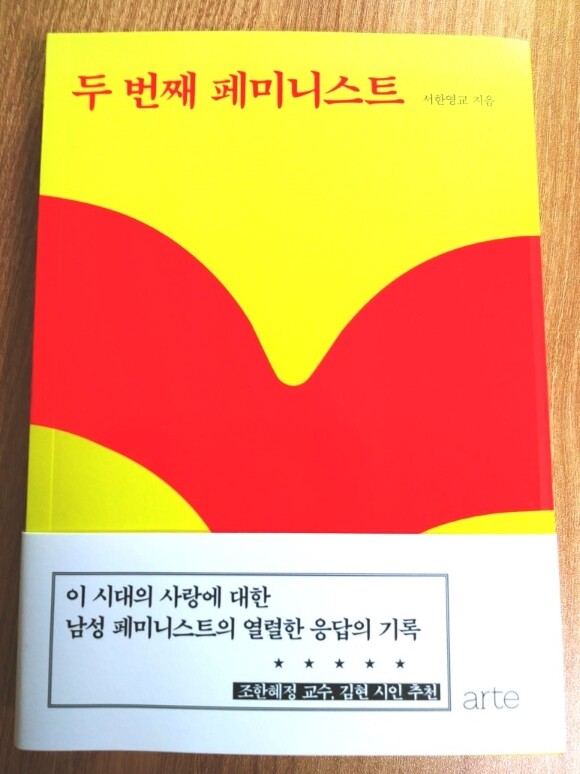 두 번째 페미니스트 서한영교 지음
이 시대의 사랑에 대한
남성 페미니스트의 열렬한 응답의 기록
★ ★ ★ ★ ★
조한혜정 교수, 김현 시인 추천
arte